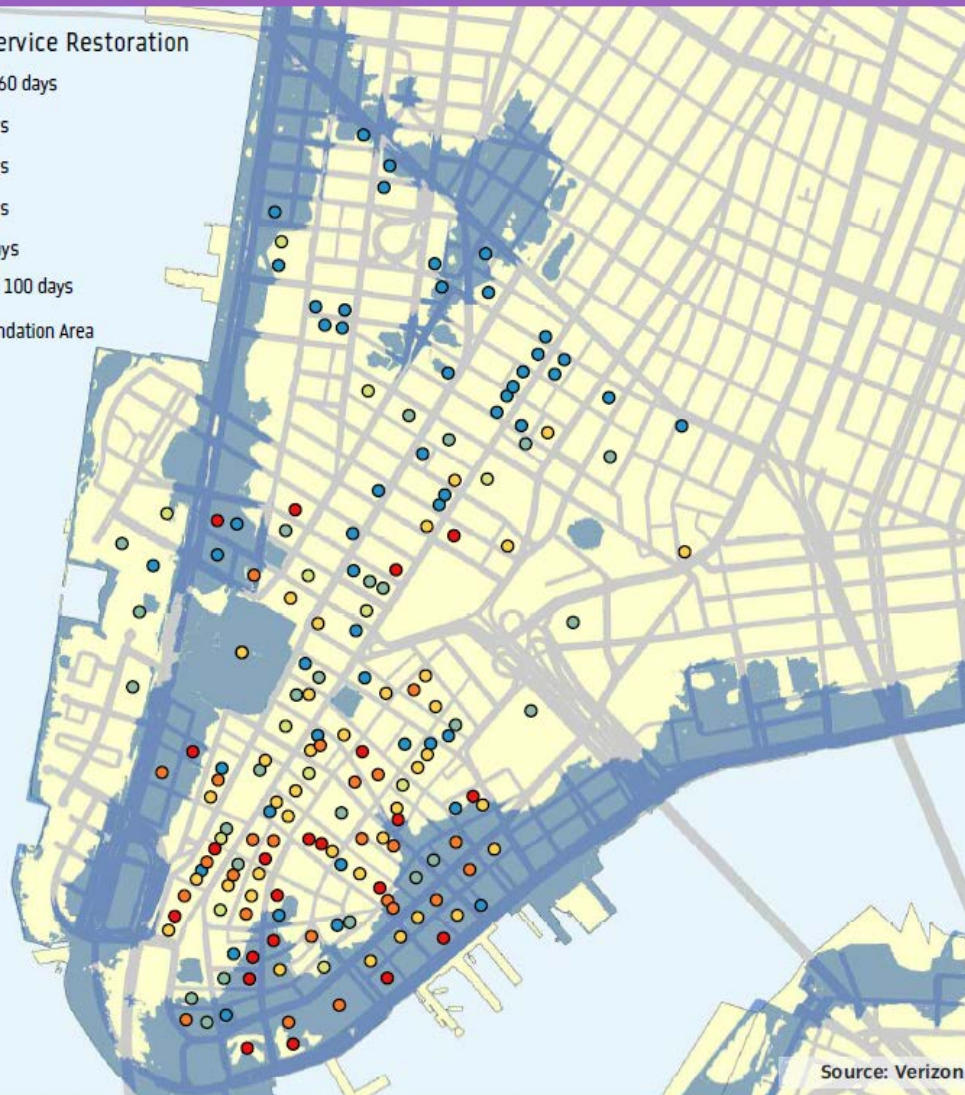 ervice Restoration
60 days
s
s
s
ys
100 days
ndation Area
Source: Verizon